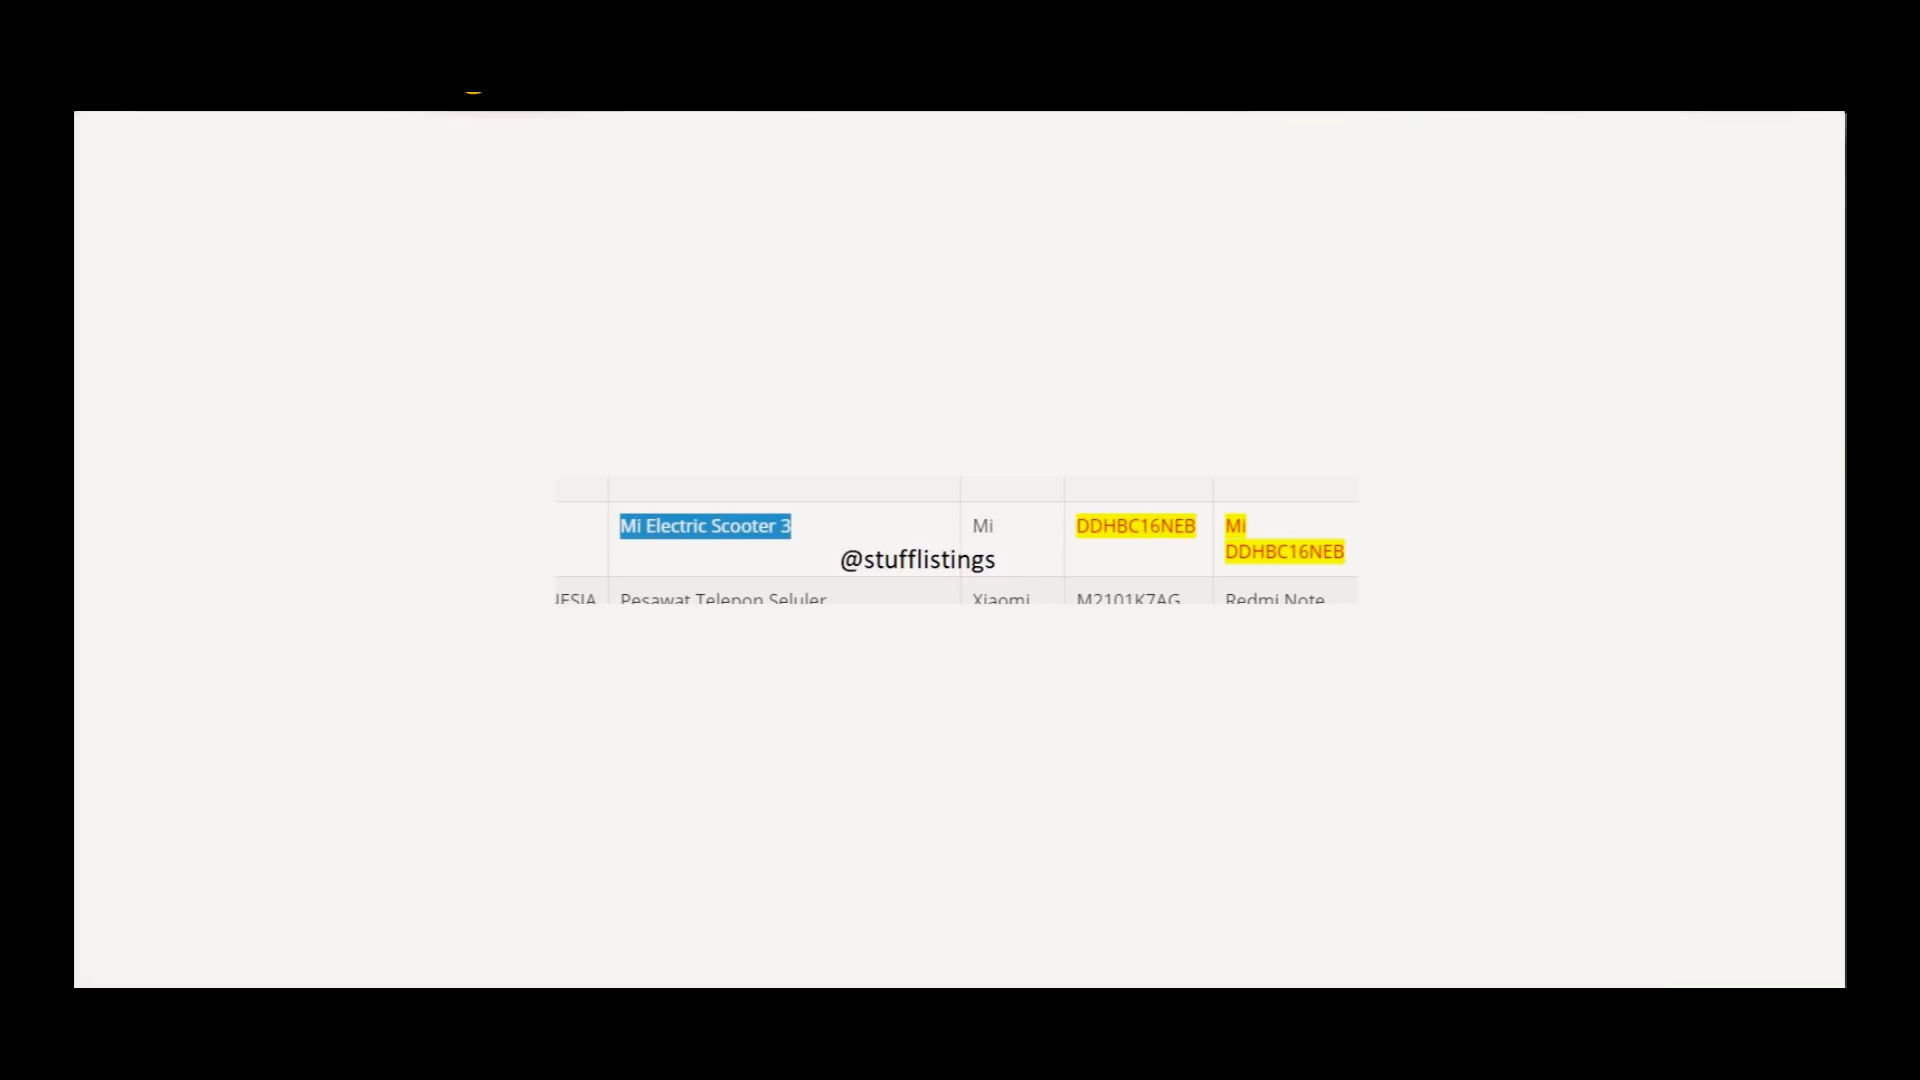 Mi Electric Scooter 3 Mi DDHBC16NEB Mi
DDHBC16NEB
@stufflistings
Pesawat Telepon Seluler Xiaomi M2101K7AG Redmi Note